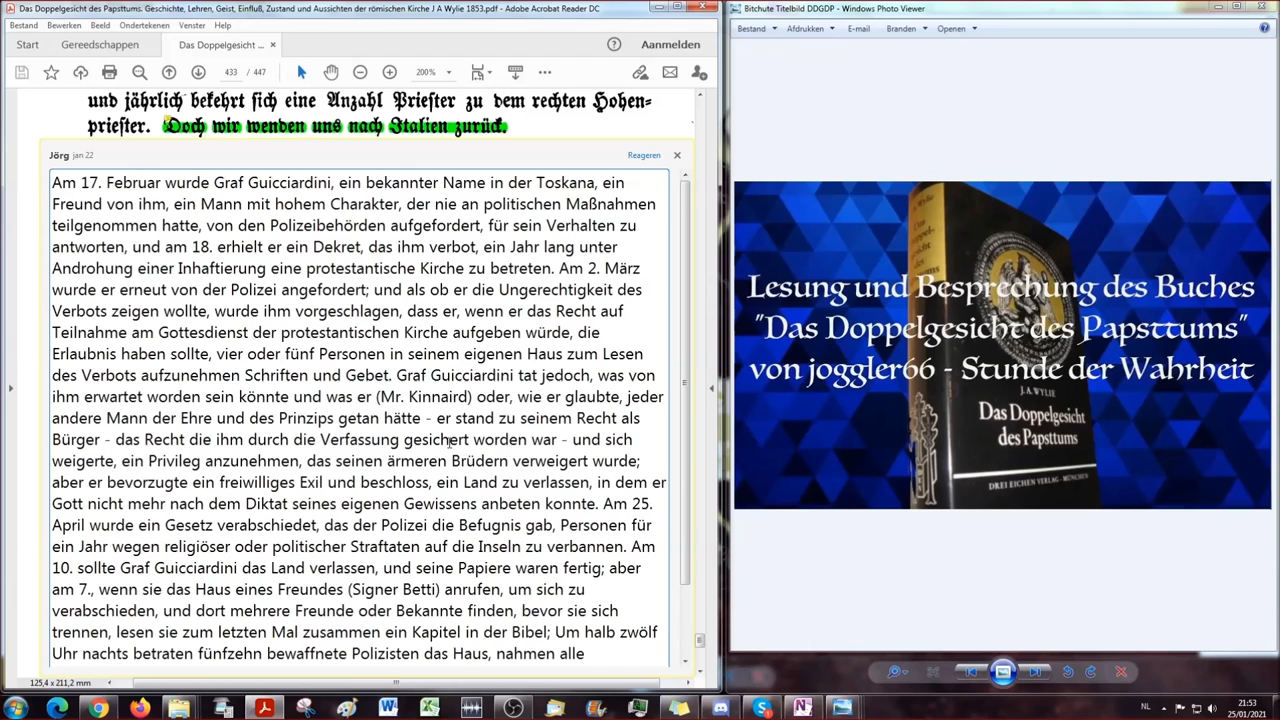 Das Doppelgesicht des Papsttums. Geschichte, Lehren, Geist, Einfluß, Zustand und Aussichten der römischen Kirche J A Wylie 1853.pdf - Adobe Acrobat Reader DC
Bestand Bewerken Beeld Ondertekenen Venster Help
Start Gereedschappen Das Doppelgesicht ... × Anmelden
433 / 447 200%
und jährlich bekehrt sich eine Anzahl Priester zu dem rechten Hohen-
priester. Doch wir wenden uns nach Italien zurück.
Jörg jan 22 Reageren
Am 17. Februar wurde Graf Guicciardini, ein bekannter Name in der Toskana, ein
Freund von ihm, ein Mann mit hohem Charakter, der nie an politischen Maßnahmen
teilgenommen hatte, von den Polizeibehörden aufgefordert, für sein Verhalten zu
antworten, und am 18. erhielt er ein Dekret, das ihm verbot, ein Jahr lang unter
Androhung einer Inhaftierung eine protestantische Kirche zu betreten. Am 2. März
wurde er erneut von der Polizei angefordert; und als ob er die Ungerechtigkeit des
Verbots zeigen wollte, wurde ihm vorgeschlagen, dass er, wenn er das Recht auf
Teilnahme am Gottesdienst der protestantischen Kirche aufgeben würde, die
Erlaubnis haben sollte, vier oder fünf Personen in seinem eigenen Haus zum Lesen
des Verbots aufzunehmen Schriften und Gebet. Graf Guicciardini tat jedoch, was von
ihm erwartet worden sein könnte und was er (Mr. Kinnaird) oder, wie er glaubte, jeder
andere Mann der Ehre und des Prinzips getan hätte - er stand zu seinem Recht als
Bürger - das Recht die ihm durch die Verfassung gesichert worden war - und sich
weigerte, ein Privileg anzunehmen, das seinen ärmeren Brüdern verweigert wurde;
aber er bevorzugte ein freiwilliges Exil und beschloss, ein Land zu verlassen, in dem er
Gott nicht mehr nach dem Diktat seines eigenen Gewissens anbeten konnte. Am 25.
April wurde ein Gesetz verabschiedet, das der Polizei die Befugnis gab, Personen für
ein Jahr wegen religiöser oder politischer Straftaten auf die Inseln zu verbannen. Am
10. sollte Graf Guicciardini das Land verlassen, und seine Papiere waren fertig; aber
am 7., wenn sie das Haus eines Freundes (Signer Betti) anrufen, um sich zu
verabschieden, und dort mehrere Freunde oder Bekannte finden, bevor sie sich
trennen, lesen sie zum letzten Mal zusammen ein Kapitel in der Bibel; Um halb zwölf
Uhr nachts betraten fünfzehn bewaffnete Polizisten das Haus, nahmen alle
125,4 x 211,2 mm
Bitchute Titelbild DDGDP - Windows Photo Viewer
Bestand Afdrukken E-mail Branden Openen
Lesung und Besprechung des Buches
"Das Doppelgesicht des Papsttums"
von joggler66 - Stunde der Wahrheit
J. A. WYLIE
Das Doppelgesicht
des Papsttums
DREI EICHEN VERLAG · MÜNCHEN
NL 21:53
25/01/2021